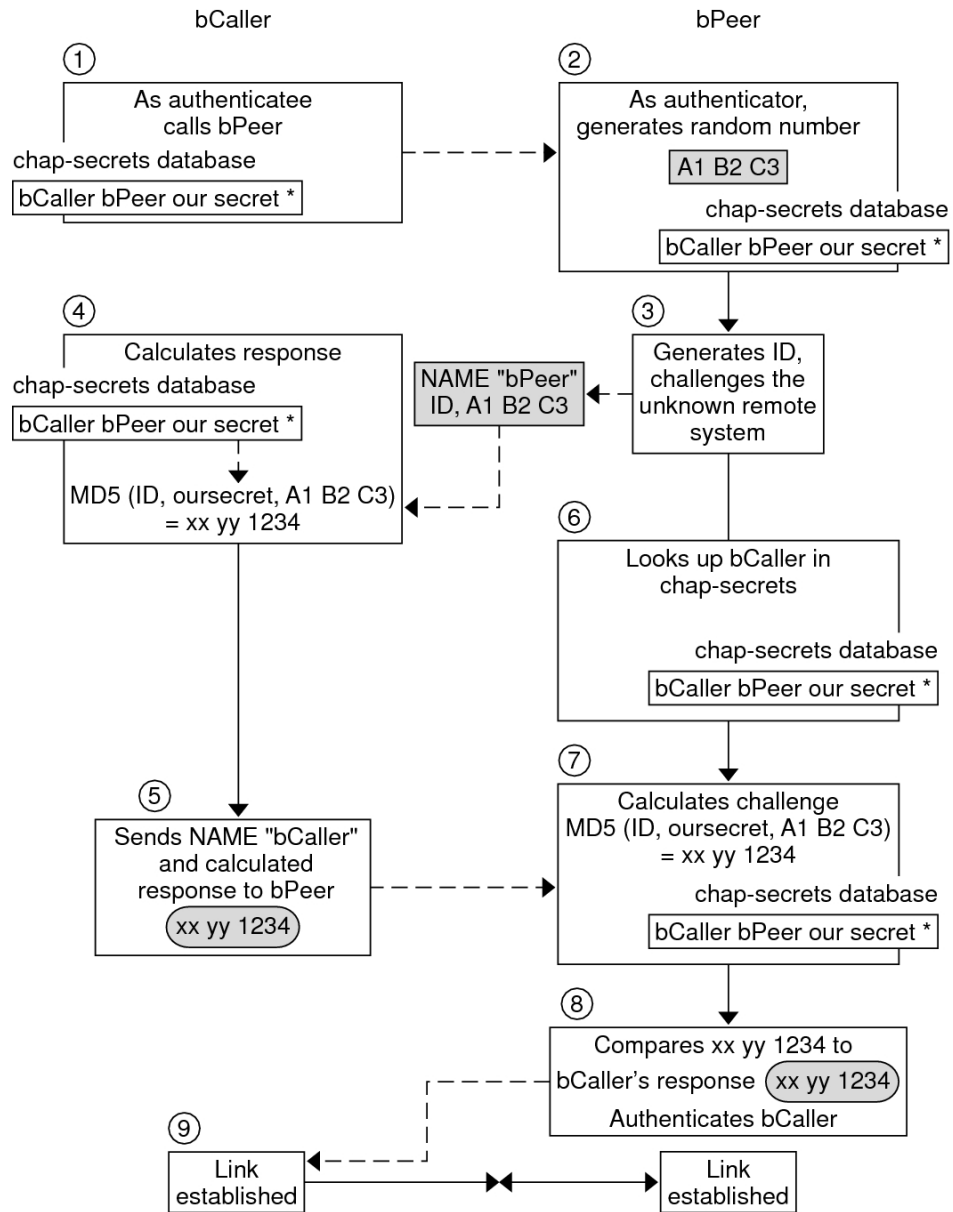 bCaller
bPeer
1
As authenticatee
calls bPeer
chap-secrets database
bCaller bPeer our secret *
2
As authenticator,
generates random number
A1 B2 C3
chap-secrets database
bCaller bPeer our secret *
3
Generates ID,
challenges the
unknown remote
system
NAME "bPeer"
ID, A1 B2 C3
4
Calculates response
chap-secrets database
bCaller bPeer our secret *
MD5 (ID, oursecret, A1 B2 C3)
= xx yy 1234
5
Sends NAME "bCaller"
and calculated
response to bPeer
xx yy 1234
6
Looks up bCaller in
chap-secrets
chap-secrets database
bCaller bPeer our secret *
7
Calculates challenge
MD5 (ID, oursecret, A1 B2 C3)
= xx yy 1234
chap-secrets database
bCaller bPeer our secret *
8
Compares xx yy 1234 to
bCaller’s response xx yy 1234
Authenticates bCaller
9
Link
established
Link
established